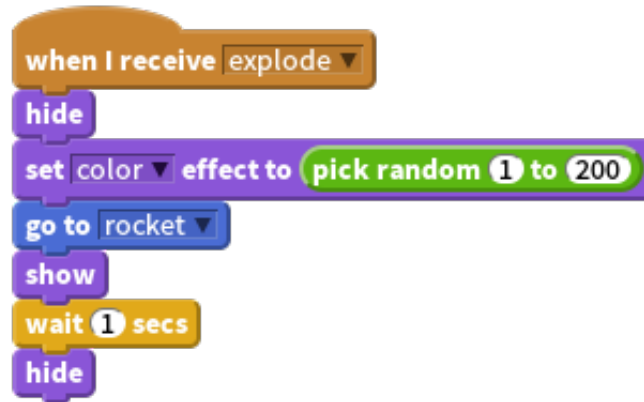 when I receive explode
hide
set color effect to pick random 1 to 200
go to rocket
show
wait 1 secs
hide